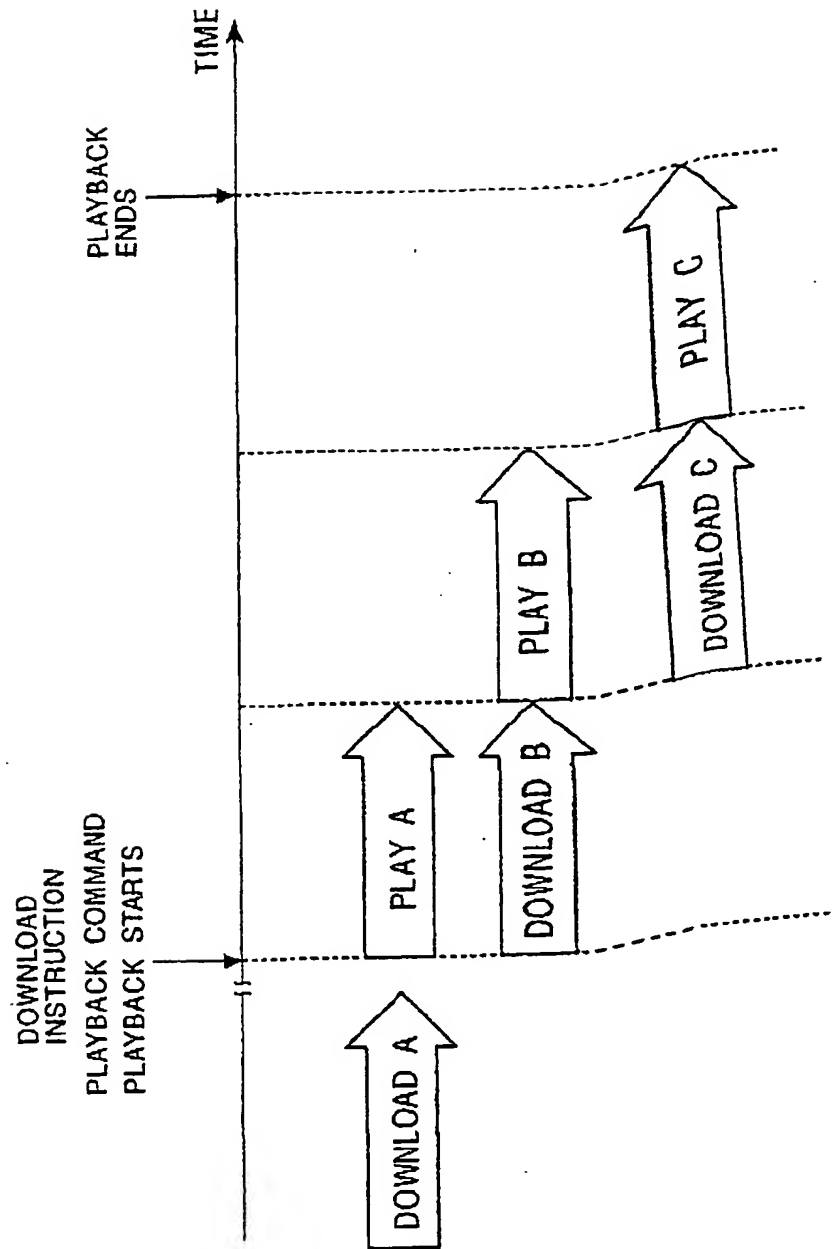 DOWNLOAD
INSTRUCTION
PLAYBACK COMMAND
PLAYBACK STARTS
PLAYBACK
ENDS
TIME
DOWNLOAD A
PLAY A
DOWNLOAD B
PLAY B
DOWNLOAD C
PLAY C